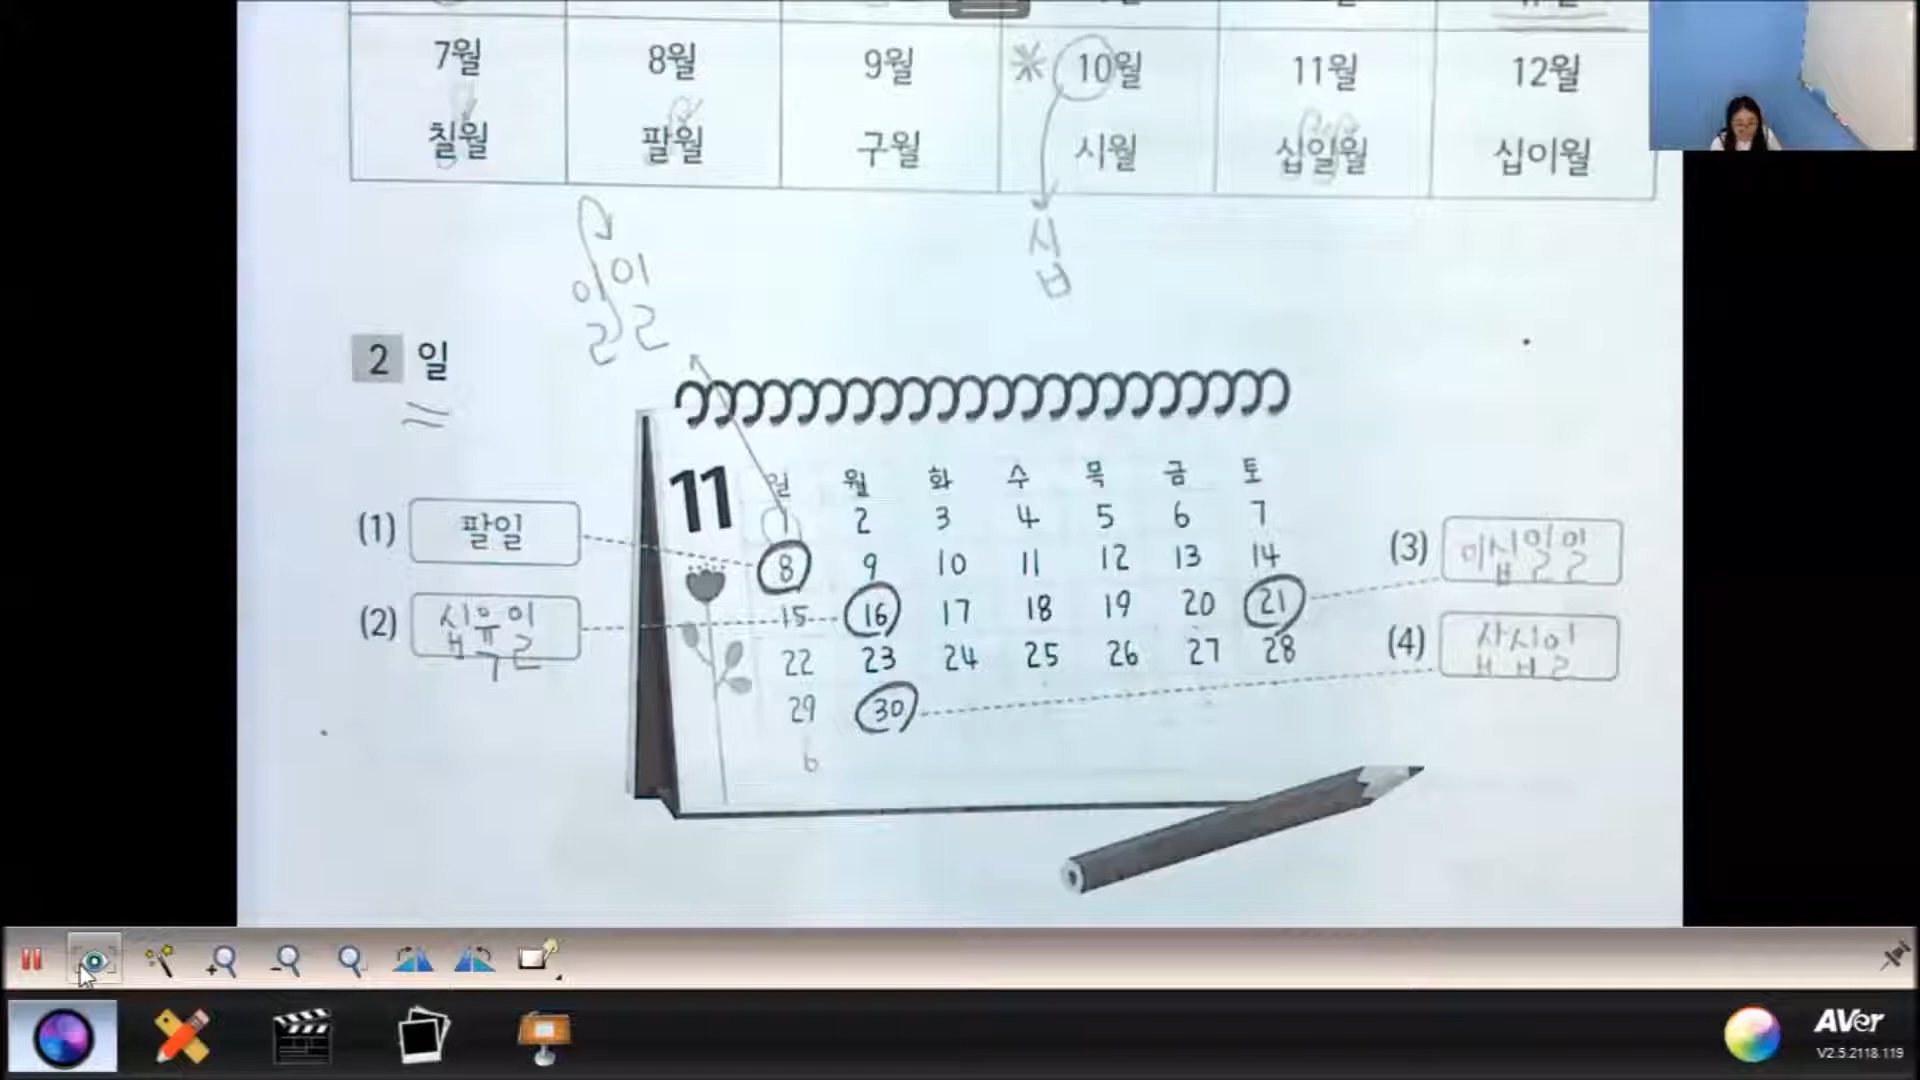 7월 8월 9월 * 10월 11월 12월
칠월 팔월 구월 시월 십일월 십이월
십
일일
2 일
11
일 월 화 수 목 금 토
1 2 3 4 5 6 7
8 9 10 11 12 13 14
15 16 17 18 19 20 21
22 23 24 25 26 27 28
29 30
6
(1) 팔일
(2) 십육일
(3) 이십일일
(4) 삼십일
AVer
V2.5.2118.119